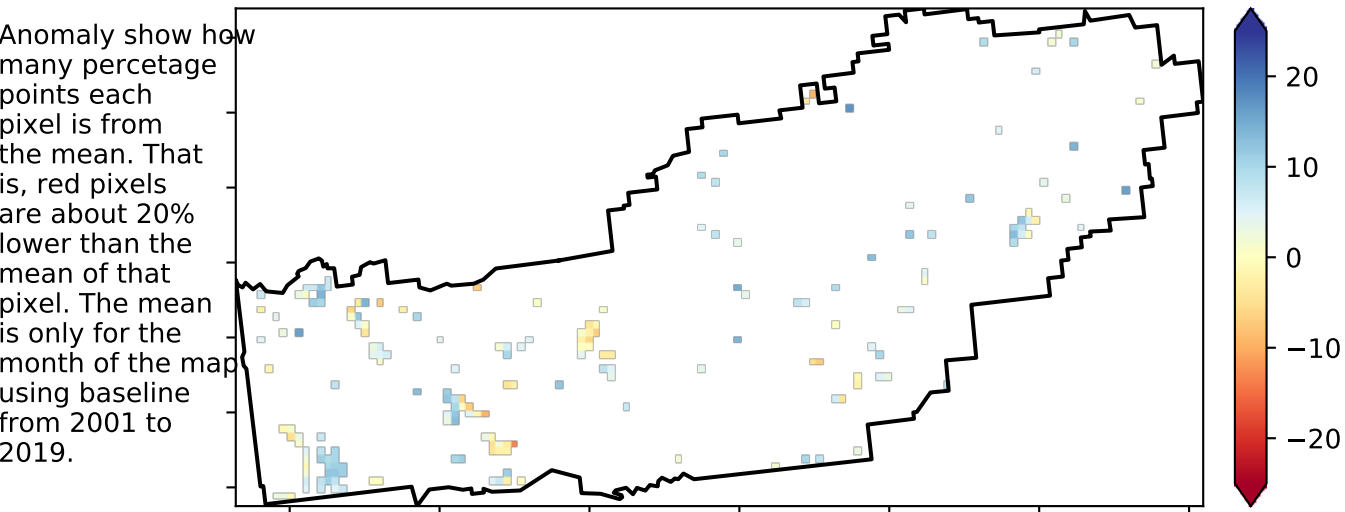 Anomaly show how
many percetage
points each
pixel is from
the mean. That
is, red pixels
are about 20%
lower than the
mean of that
pixel. The mean
is only for the
month of the map
using baseline
from 2001 to
2019.
20
10
0
−10
−20